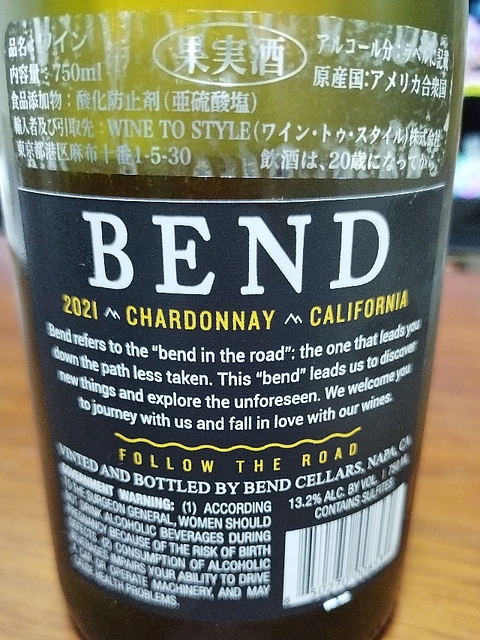 品名：ワイン
果実酒
アルコール分：ラベルに記載
内容量：750ml
原産国：アメリカ合衆国
食品添加物：酸化防止剤（亜硫酸塩）
輸入者及び引取先：WINE TO STYLE（ワイン・トゥ・スタイル）株式会社
東京都港区麻布十番1-5-30
飲酒は、20歳になってから
BEND
2021 CHARDONNAY CALIFORNIA
Bend refers to the “bend in the road”: the one that leads you
down the path less taken. This “bend” leads us to discover
new things and explore the unforeseen. We welcome you
to journey with us and fall in love with our wines.
FOLLOW THE ROAD
VINTED AND BOTTLED BY BEND CELLARS, NAPA, CA
WARNING: (1) ACCORDING
SURGEON GENERAL, WOMEN SHOULD
DRINK ALCOHOLIC BEVERAGES DURING
BECAUSE OF THE RISK OF BIRTH
CONSUMPTION OF ALCOHOLIC
IMPAIRS YOUR ABILITY TO DRIVE
OPERATE MACHINERY, AND MAY
HEALTH PROBLEMS.
13.2% ALC. BY VOL. | 750 ML
CONTAINS SULFITES